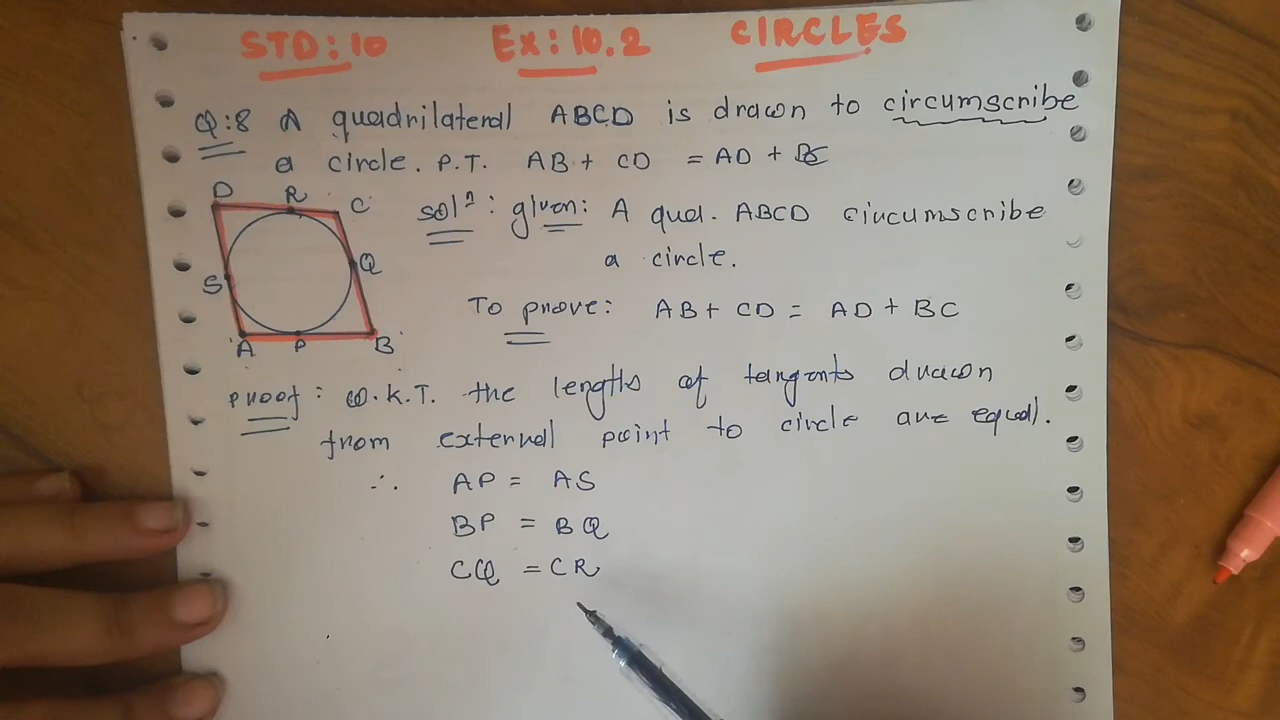 STD: 10 Ex: 10.2 CIRCLES
Q:8 A quadrilateral ABCD is drawn to circumscribe
a circle. P.T. AB + CD = AD + BC
D R C
sol?: given: A quad. ABCD circumscribe
Q
a circle.
S
To prove: AB + CD = AD + BC
A P B
proof: W.K.T. the lengths of tangents drawn
from external point to circle are equal.
∴ AP = AS
BP = BQ
CQ = CR